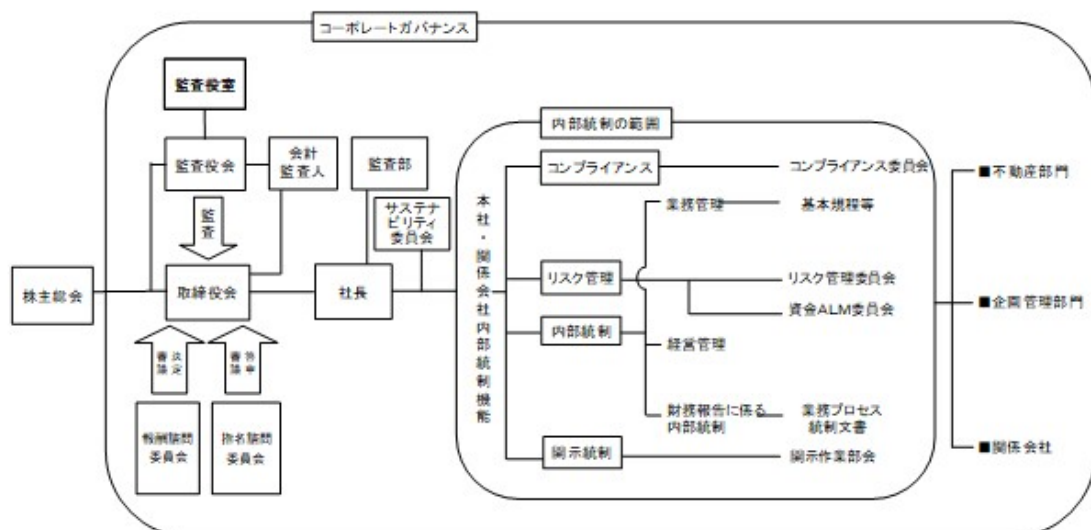 コーポレートガバナンス
監査役室
監査役会
会計
監査人
監査
株主総会
取締役会
社長
監査部
サステナ
ビリティ
委員会
審議
決定
審議
答申
報酬諮問
委員会
指名諮問
委員会
内部統制の範囲
本社・関係会社内部統制機能
コンプライアンス
コンプライアンス委員会
業務管理
基本規程等
リスク管理
リスク管理委員会
資金ALM委員会
内部統制
経営管理
財務報告に係る
内部統制
業務プロセス
統制文書
開示統制
開示作業部会
■不動産部門
■企画管理部門
■関係会社